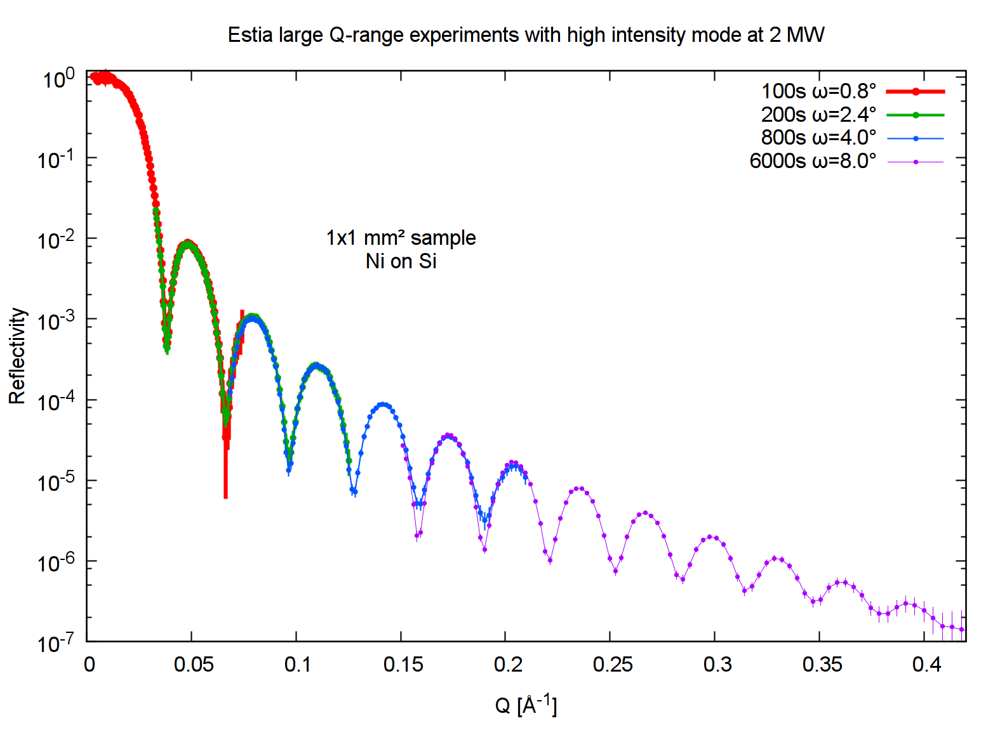 Estia large Q-range experiments with high intensity mode at 2 MW
10⁰
10⁻¹
10⁻²
10⁻³
10⁻⁴
10⁻⁵
10⁻⁶
10⁻⁷
Reflectivity
100s ω=0.8°
200s ω=2.4°
800s ω=4.0°
6000s ω=8.0°
1x1 mm² sample
Ni on Si
0 0.05 0.1 0.15 0.2 0.25 0.3 0.35 0.4
Q [Å⁻¹]